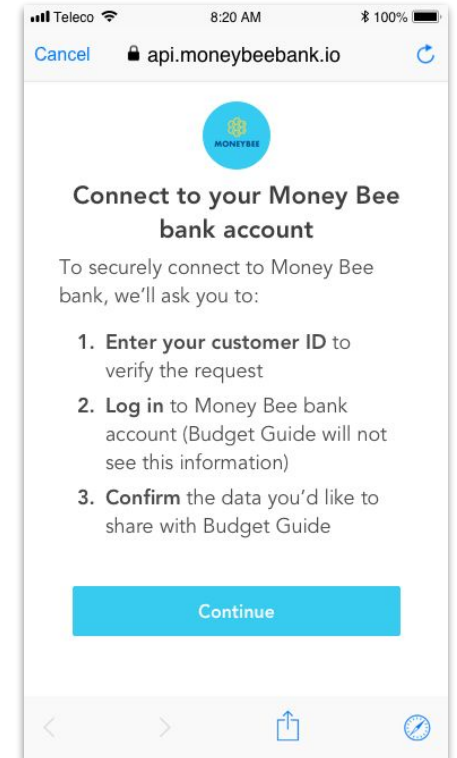 Teleco 8:20 AM 100%
Cancel api.moneybeebank.io
MONEYBEE
Connect to your Money Bee
bank account
To securely connect to Money Bee
bank, we'll ask you to:
1. Enter your customer ID to
verify the request
2. Log in to Money Bee bank
account (Budget Guide will not
see this information)
3. Confirm the data you'd like to
share with Budget Guide
Continue